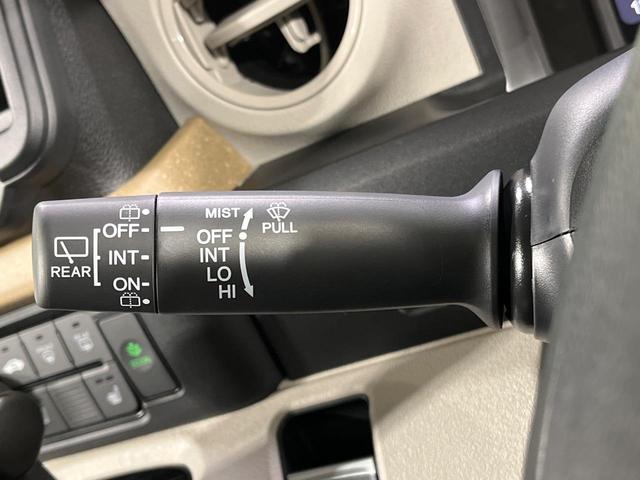 OFF
INT
ON
REAR
MIST
PULL
OFF
INT
LO
HI